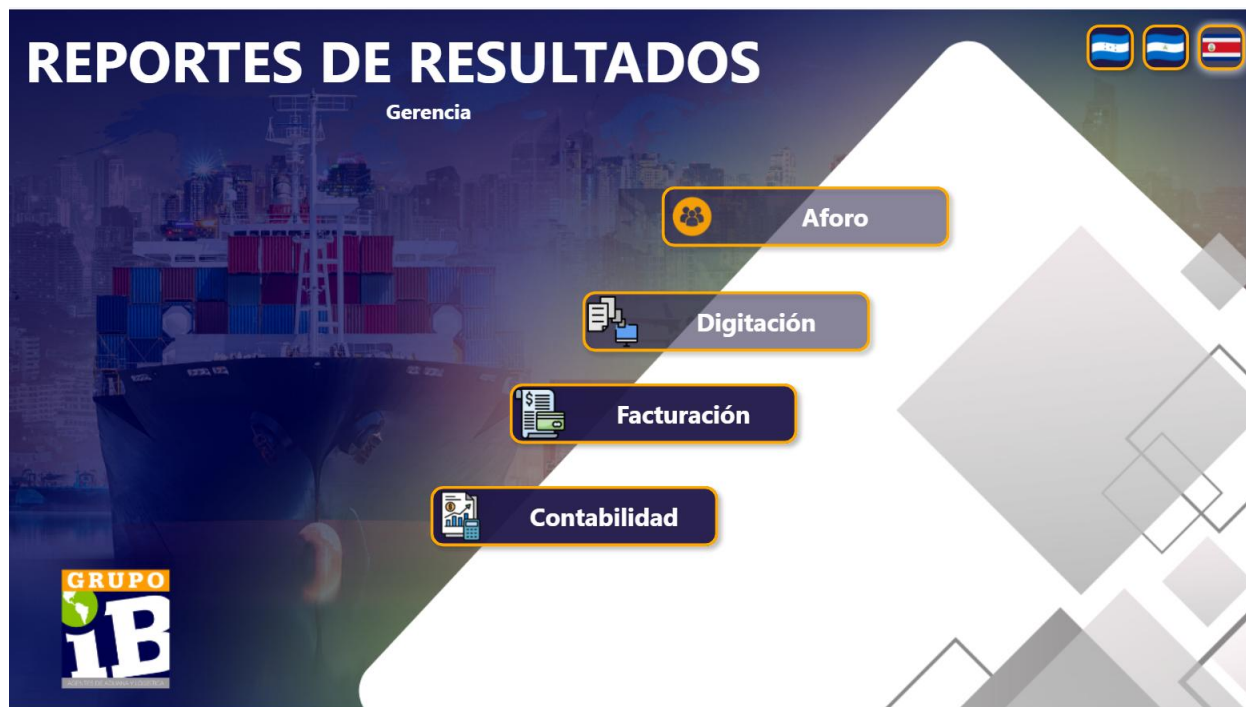 REPORTES DE RESULTADOS
Gerencia
Aforo
Digitación
Facturación
Contabilidad
GRUPO
iB